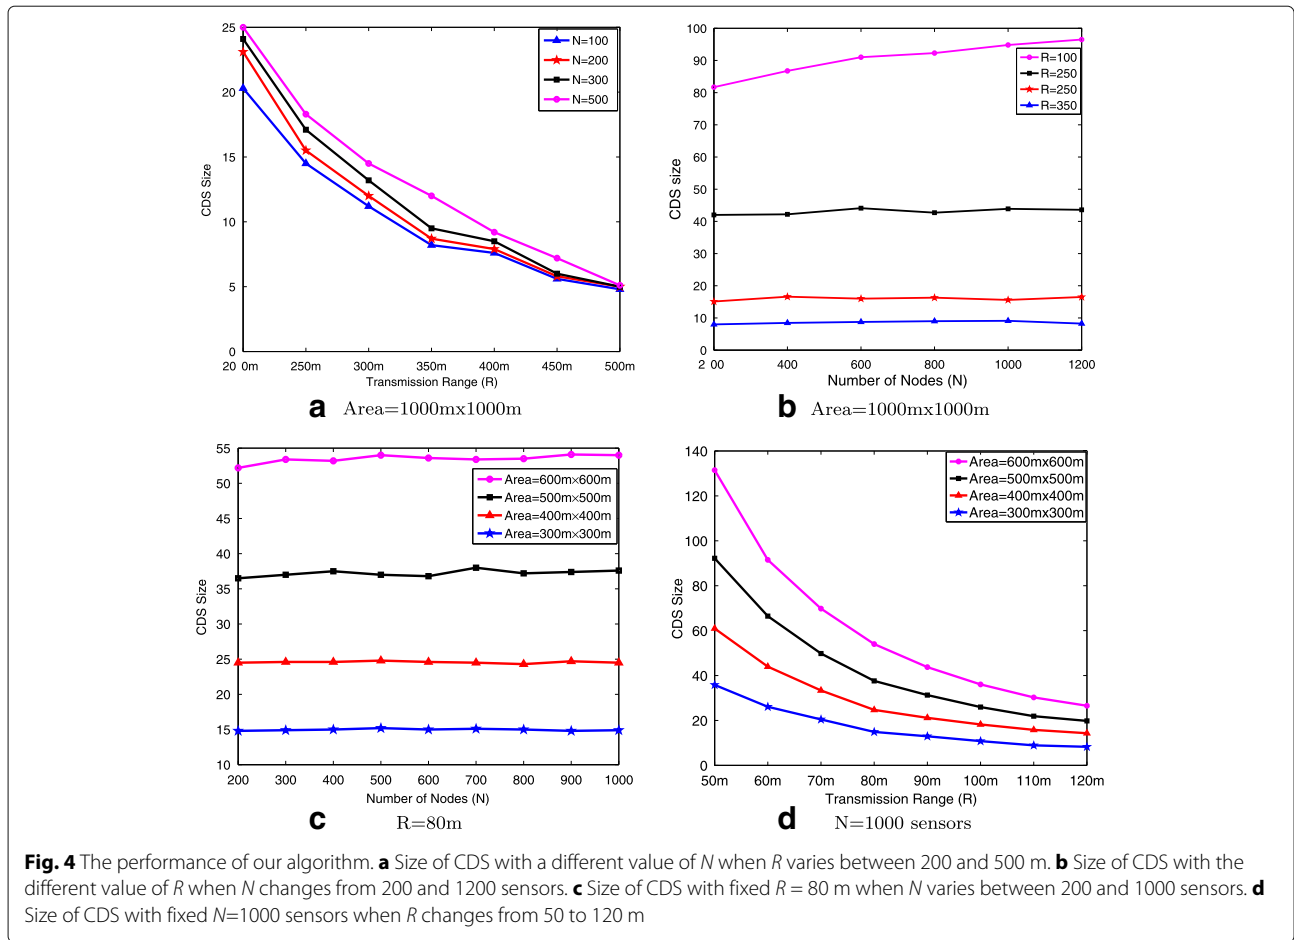 25
20
15
10
5
0
CDS Size
N=100
N=200
N=300
N=500
20 0m 250m 300m 350m 400m 450m 500m
Transmission Range (R)
a Area=1000mx1000m
100
90
80
70
60
50
40
30
20
10
0
CDS size
R=100
R=250
R=250
R=350
2 00 400 600 800 1000 1200
Number of Nodes (N)
b Area=1000mx1000m
55
50
45
40
35
30
25
20
15
10
CDS Size
Area=600m×600m
Area=500m×500m
Area=400m×400m
Area=300m×300m
200 300 400 500 600 700 800 900 1000
Number of Nodes (N)
c R=80m
140
120
100
80
60
40
20
0
CDS Size
Area=600mx600m
Area=500mx500m
Area=400mx400m
Area=300mx300m
50m 60m 70m 80m 90m 100m 110m 120m
Transmission Range (R)
d N=1000 sensors
Fig. 4 The performance of our algorithm. a Size of CDS with a different value of N when R varies between 200 and 500 m. b Size of CDS with the
different value of R when N changes from 200 and 1200 sensors. c Size of CDS with fixed R = 80 m when N varies between 200 and 1000 sensors. d
Size of CDS with fixed N=1000 sensors when R changes from 50 to 120 m